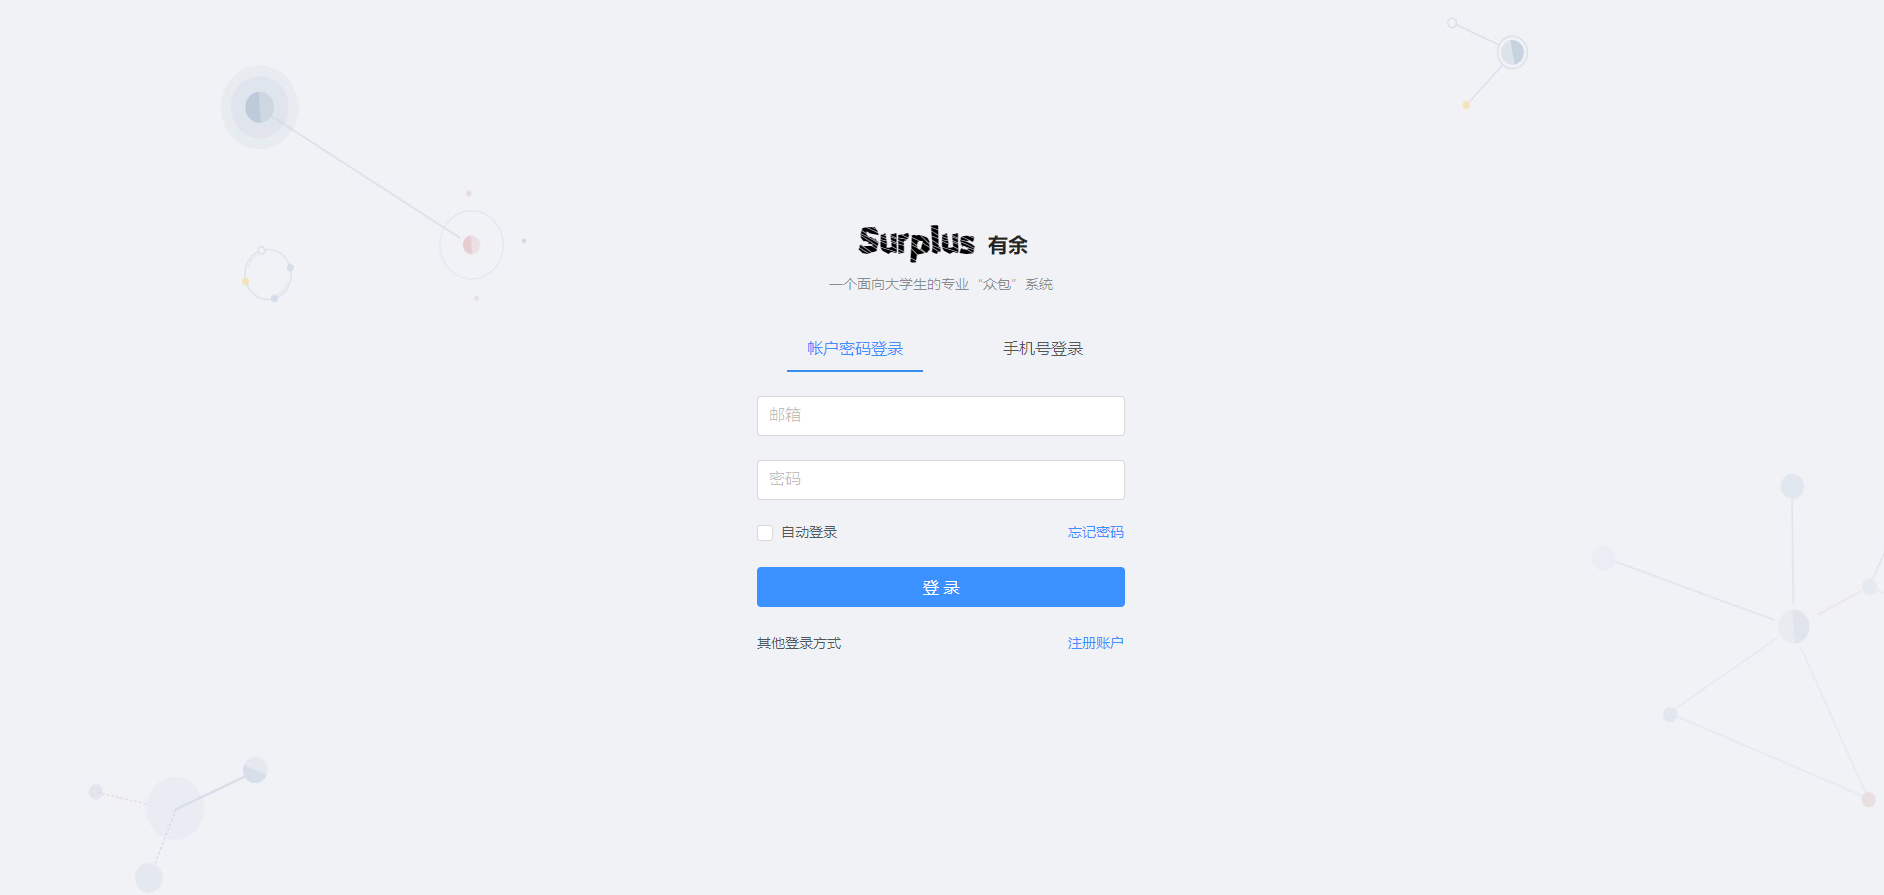 Surplus 有余
一个面向大学生的专业“众包”系统
帐户密码登录 手机号登录
邮箱
密码
自动登录 忘记密码
登录
其他登录方式 注册账户